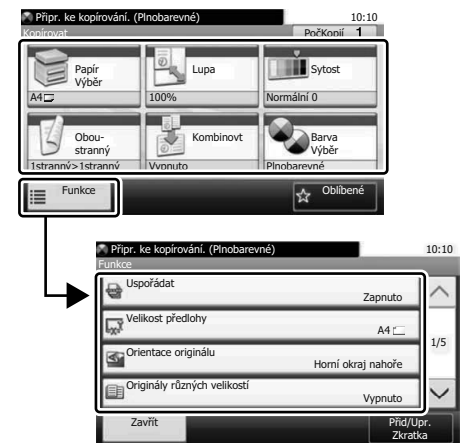 Připr. ke kopírování. (Plnobarevné) 10:10
Kopírovat PočKopií 1
Papír
Výběr
Lupa
Sytost
A4 100% Normální 0
Obou-
stranný
Kombinovt
Barva
Výběr
1stranný>1stranný Vypnuto Plnobarevné
Funkce Oblíbené
Připr. ke kopírování. (Plnobarevné) 10:10
Funkce
Uspořádat
Zapnuto
Velikost předlohy
A4
1/5
Orientace originálu
Horní okraj nahoře
Originály různých velikostí
Vypnuto
Zavřít Přid/Upr.
Zkratka